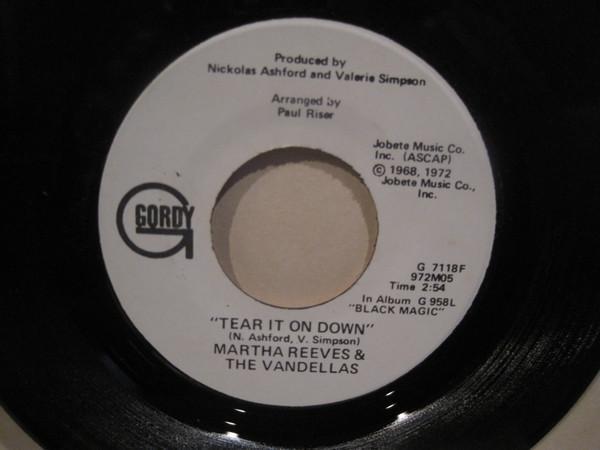 Produced by
Nickolas Ashford and Valerie Simpson
Arranged by
Paul Riser
Jobete Music Co.
Inc. (ASCAP)
© 1968, 1972
Jobete Music Co.,
Inc.
GORDY
G 7118F
972M05
Time 2:54
In Album G 958L
"BLACK MAGIC"
"TEAR IT ON DOWN"
(N. Ashford, V. Simpson)
MARTHA REEVES &
THE VANDELLAS